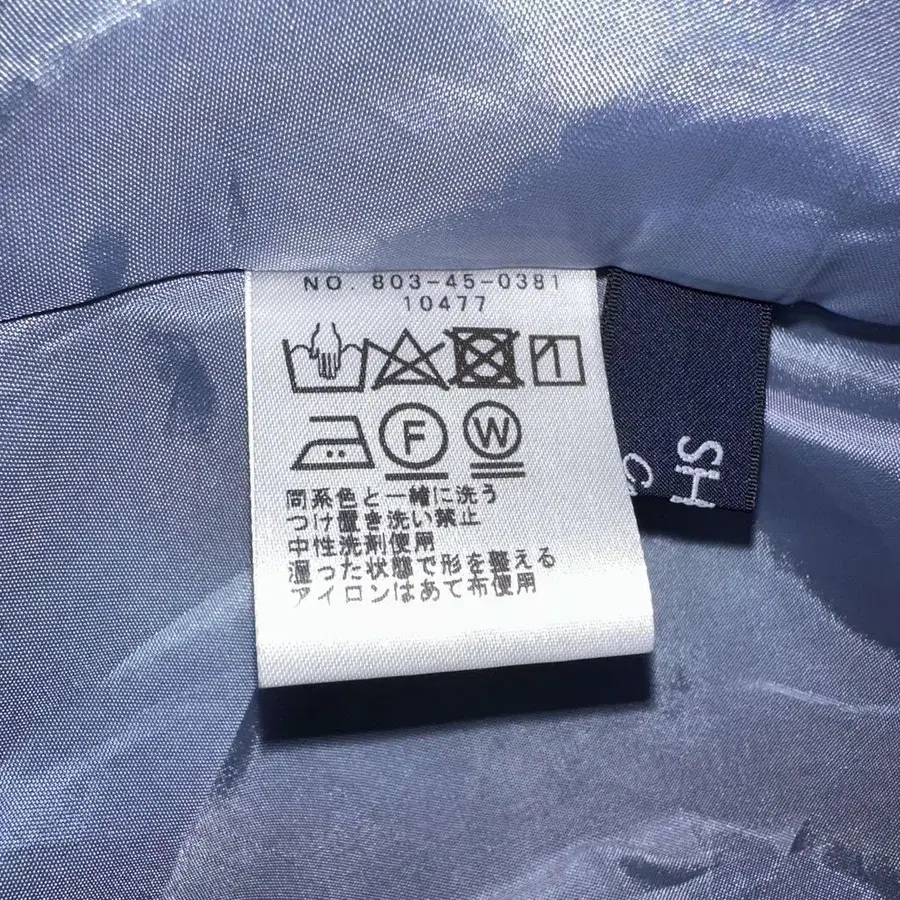 NO. 803-45-0381
10477
F W
同系色と一緒に洗う
つけ置き洗い禁止
中性洗剤使用
湿った状態で形を整える
アイロンはあて布使用
SH